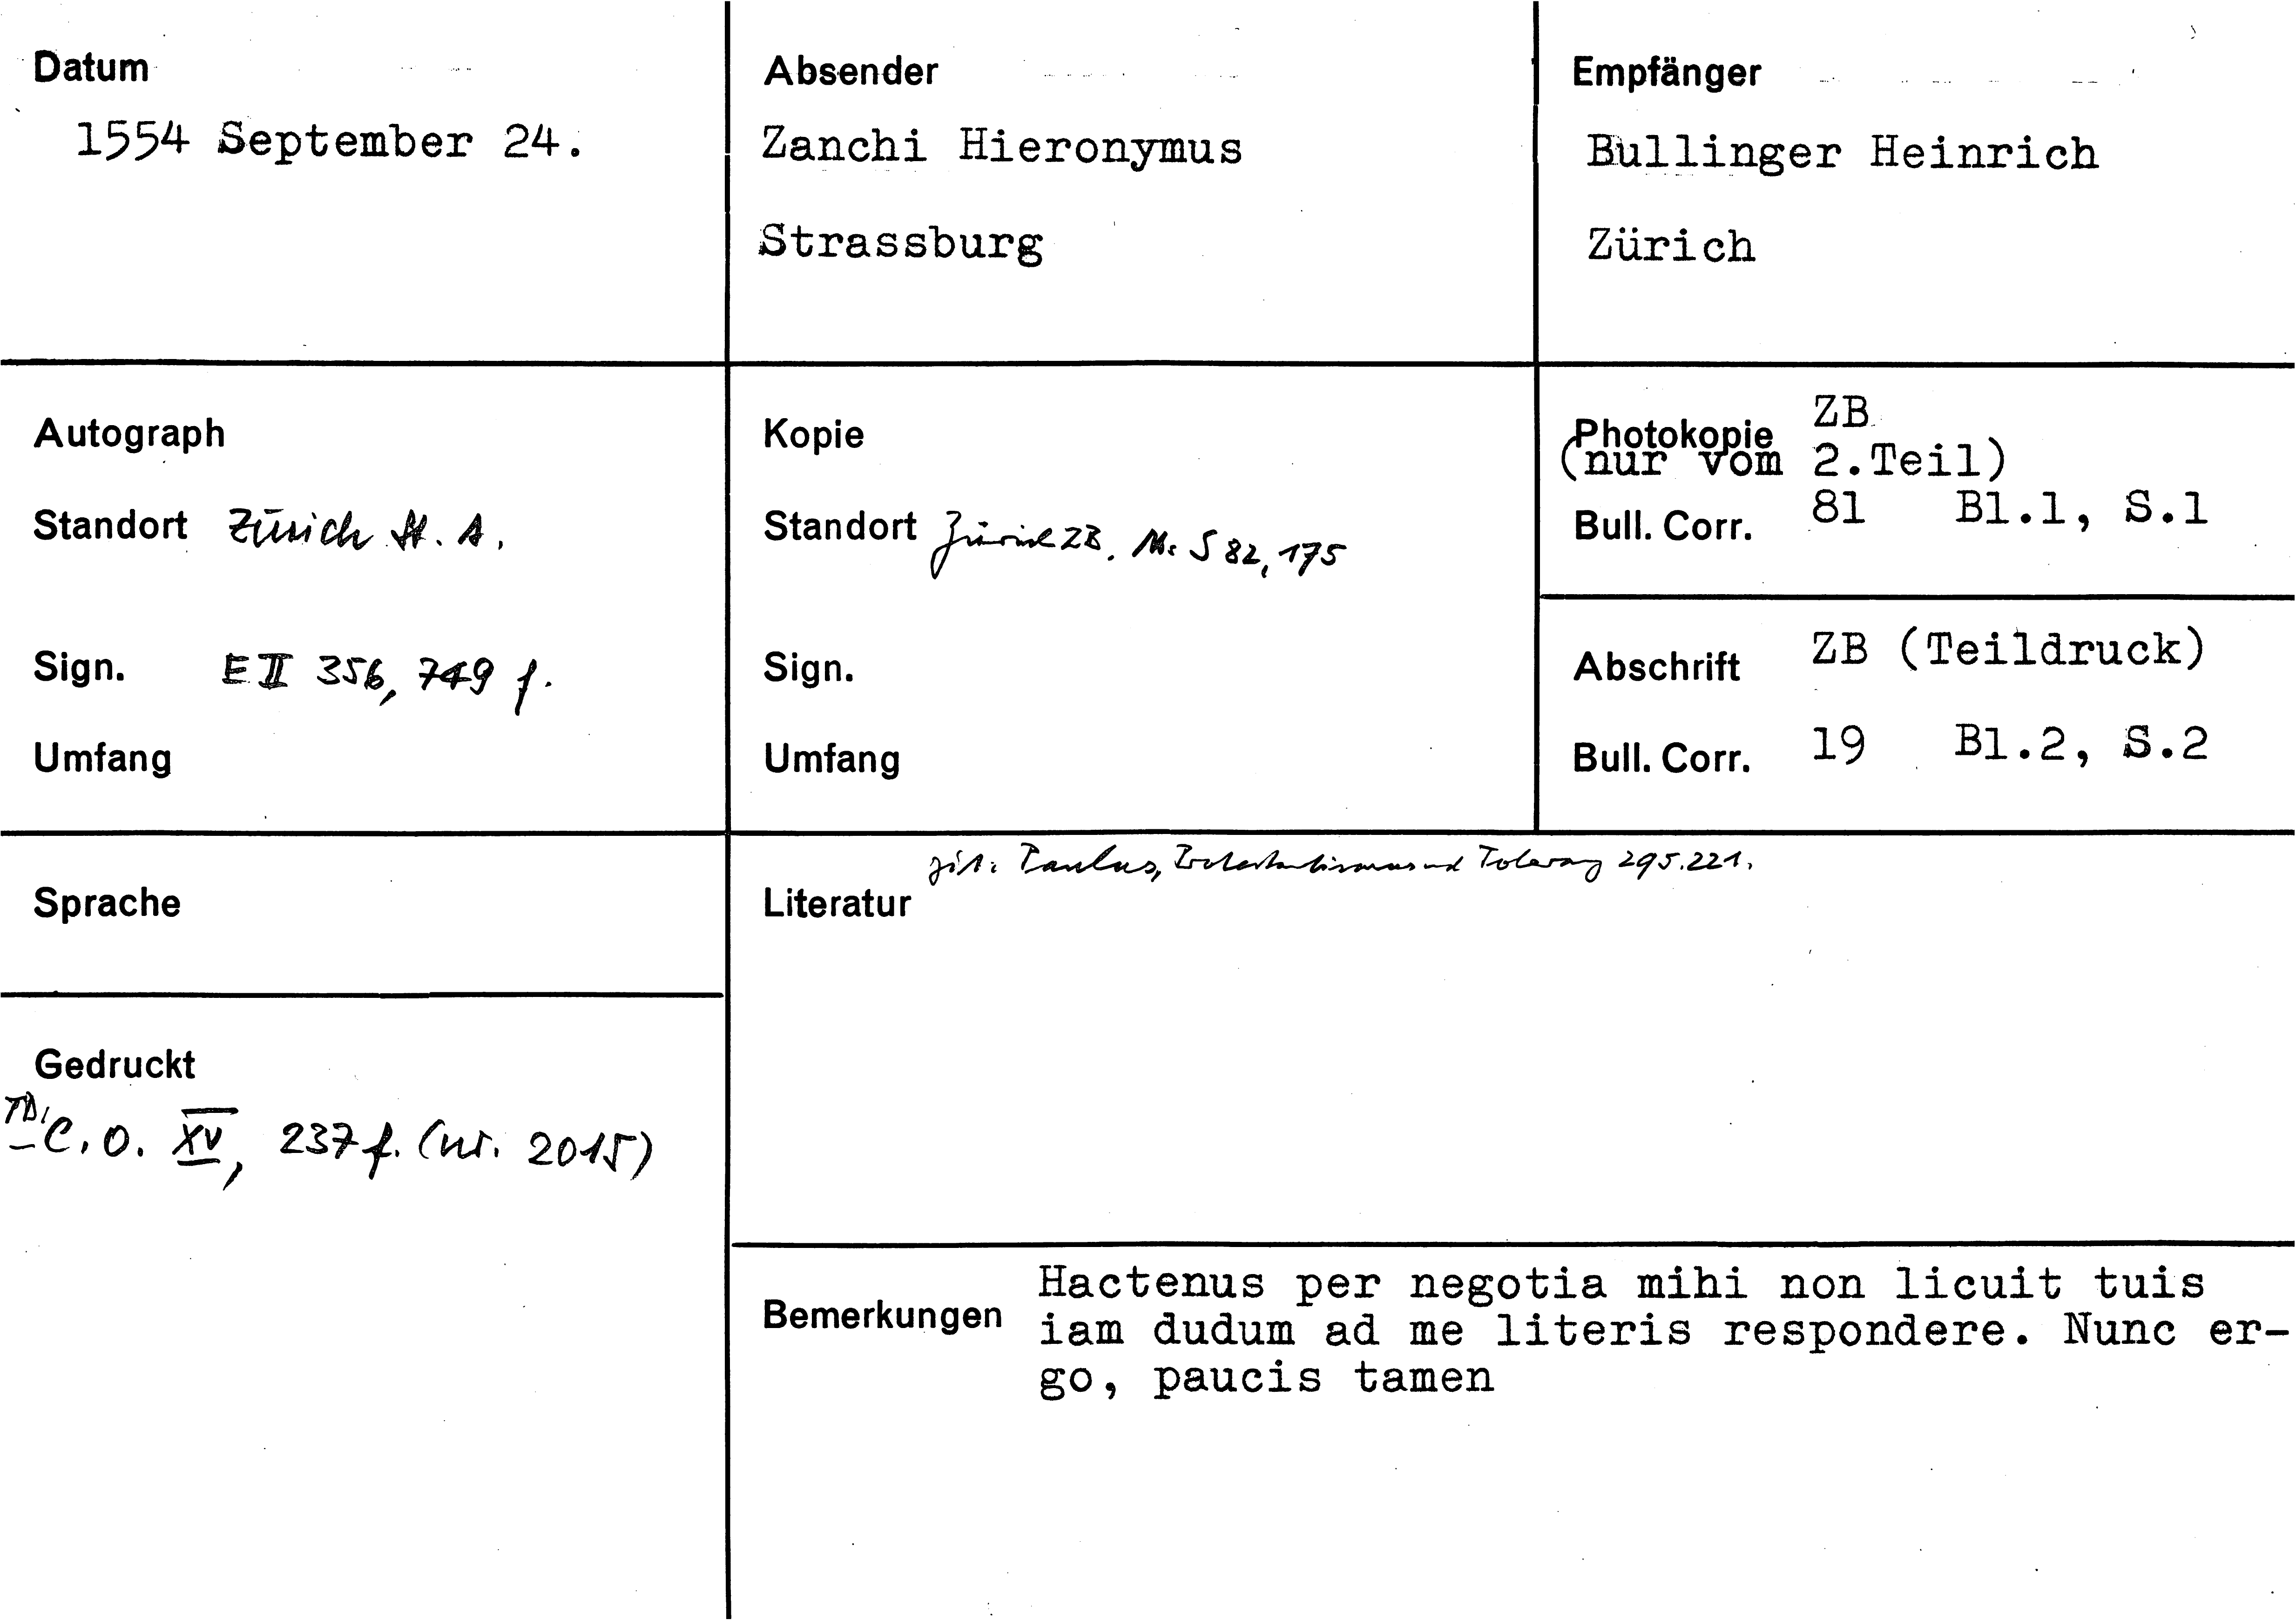 Datum
1554 September 24.
Absender
Zanchi Hieronymus
Strassburg
Empfänger
Bullinger Heinrich
Zürich
Autograph
Standort Zürich St. A.
Sign. E II 356, 749 f.
Umfang
Kopie
Standort Zürich ZB. Ms S 82, 175
Sign.
Umfang
Photokopie ZB
(nur vom 2.Teil)
Bull. Corr. 81 Bl.1, S.1
Abschrift ZB (Teildruck)
Bull. Corr. 19 Bl.2, S.2
Sprache
Gedruckt
TD: C. O. XV, 237 f. (nr. 2015)
zit: Paulus, Protestantismus und Toleranz 295.221.
Literatur
Bemerkungen
Hactenus per negotia mihi non licuit tuis
iam dudum ad me literis respondere. Nunc er-
go, paucis tamen